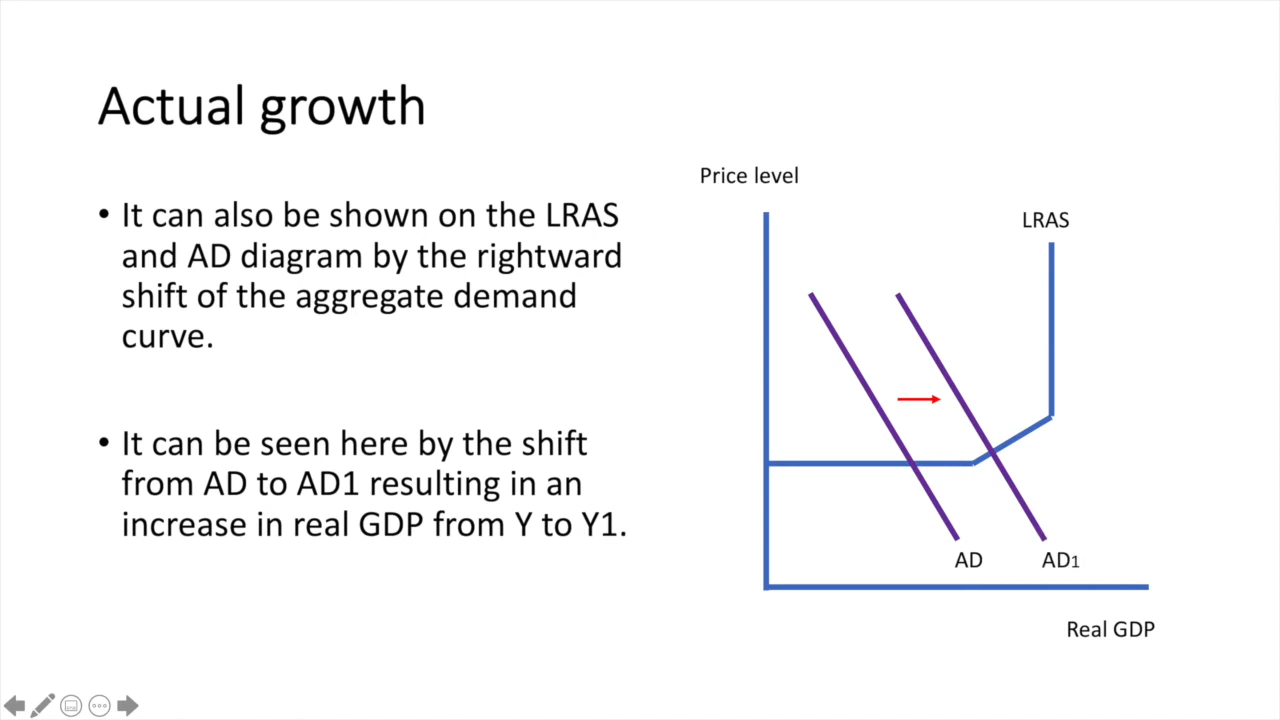 Actual growth
• It can also be shown on the LRAS
and AD diagram by the rightward
shift of the aggregate demand
curve.
• It can be seen here by the shift
from AD to AD1 resulting in an
increase in real GDP from Y to Y1.
Price level
LRAS
AD
AD1
Real GDP